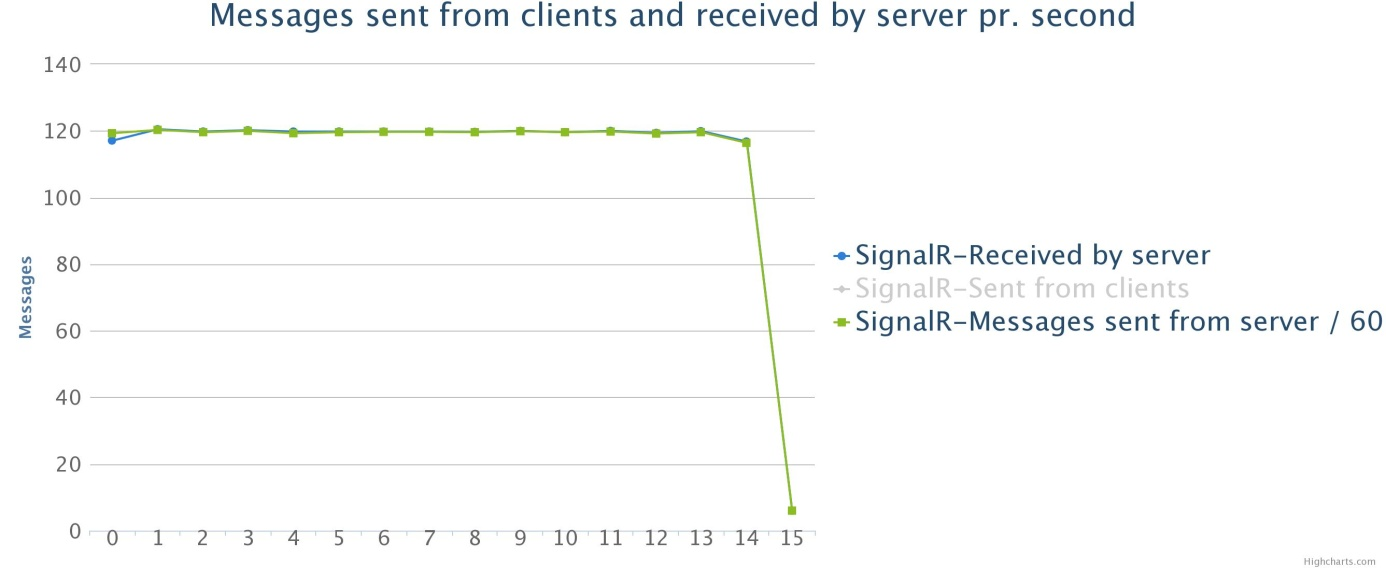 Messages sent from clients and received by server pr. second
140
120
100
80
60
40
20
0
Messages
0 1 2 3 4 5 6 7 8 9 10 11 12 13 14 15
SignalR-Received by server
SignalR-Sent from clients
SignalR-Messages sent from server / 60
Highcharts.com